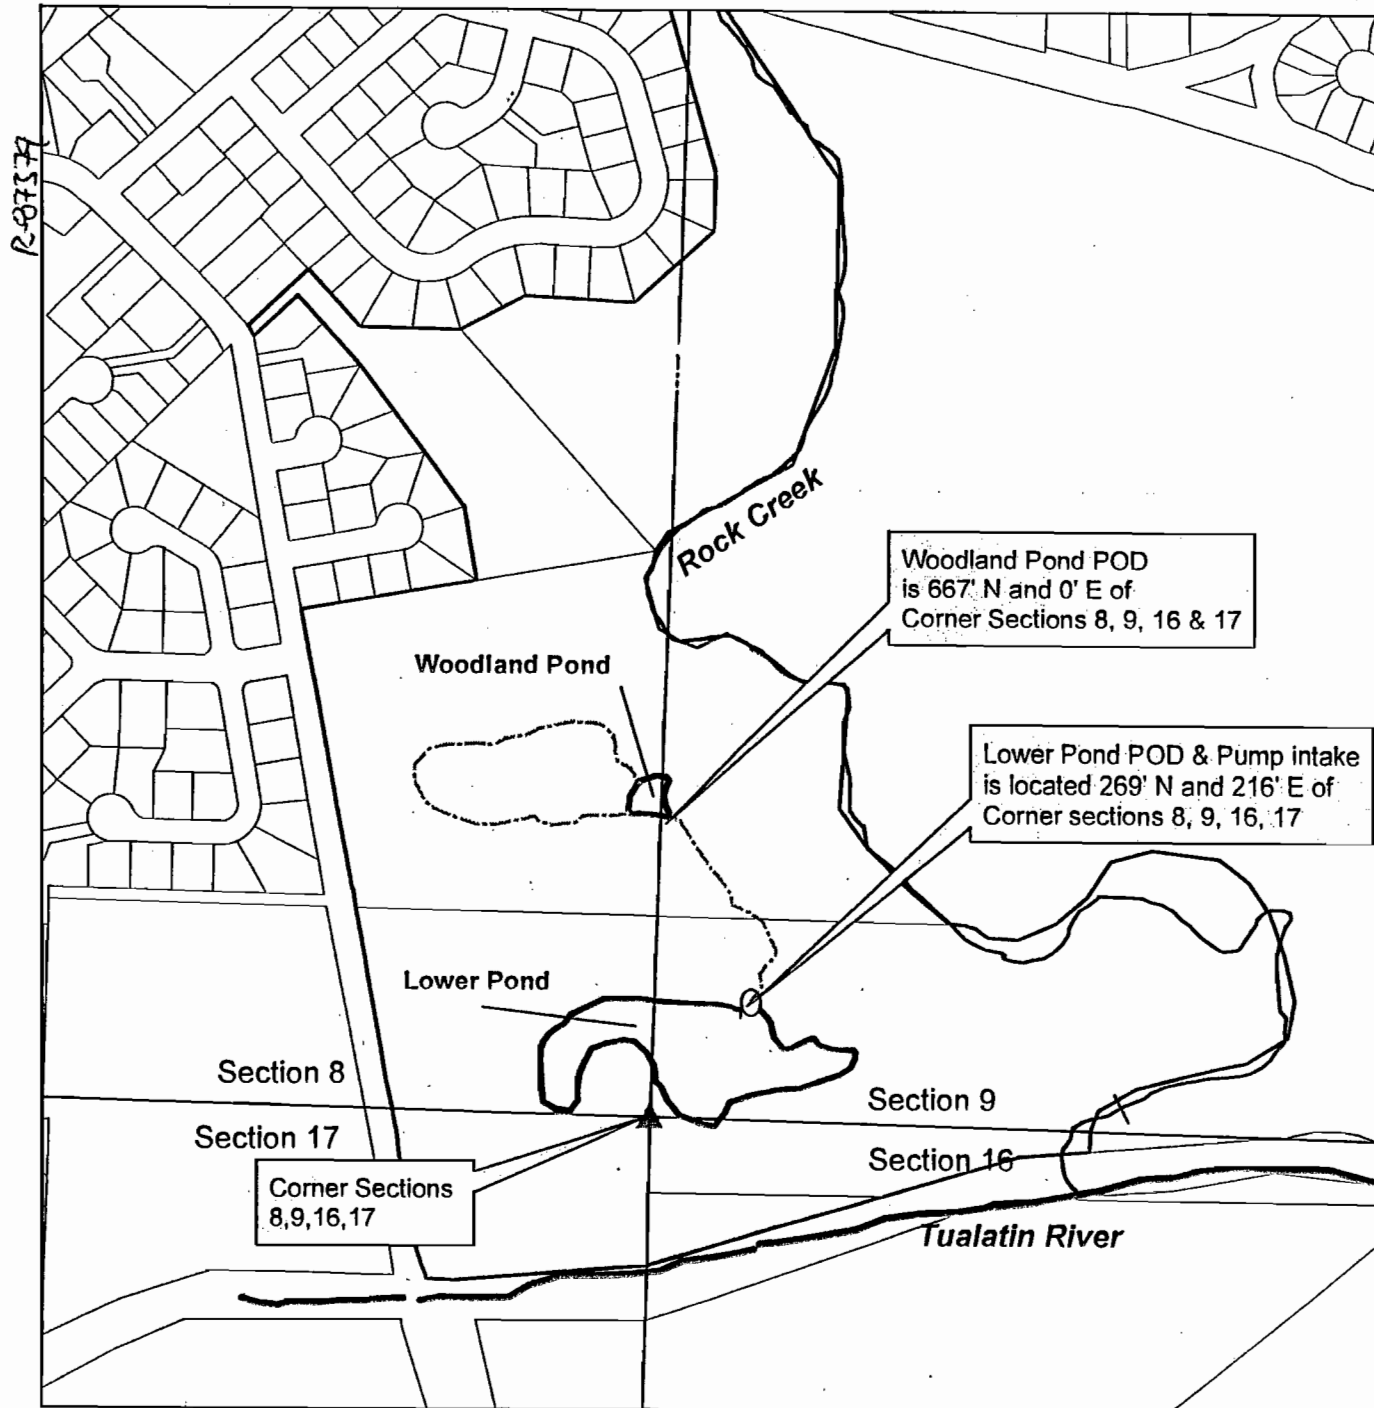 R-87379
Rock Creek
Woodland Pond POD
is 667' N and 0' E of
Corner Sections 8, 9, 16 & 17
Woodland Pond
Lower Pond POD & Pump intake
is located 269' N and 216' E of
Corner sections 8, 9, 16, 17
Lower Pond
Section 8
Section 9
Section 17
Section 16
Corner Sections
8,9,16,17
Tualatin River